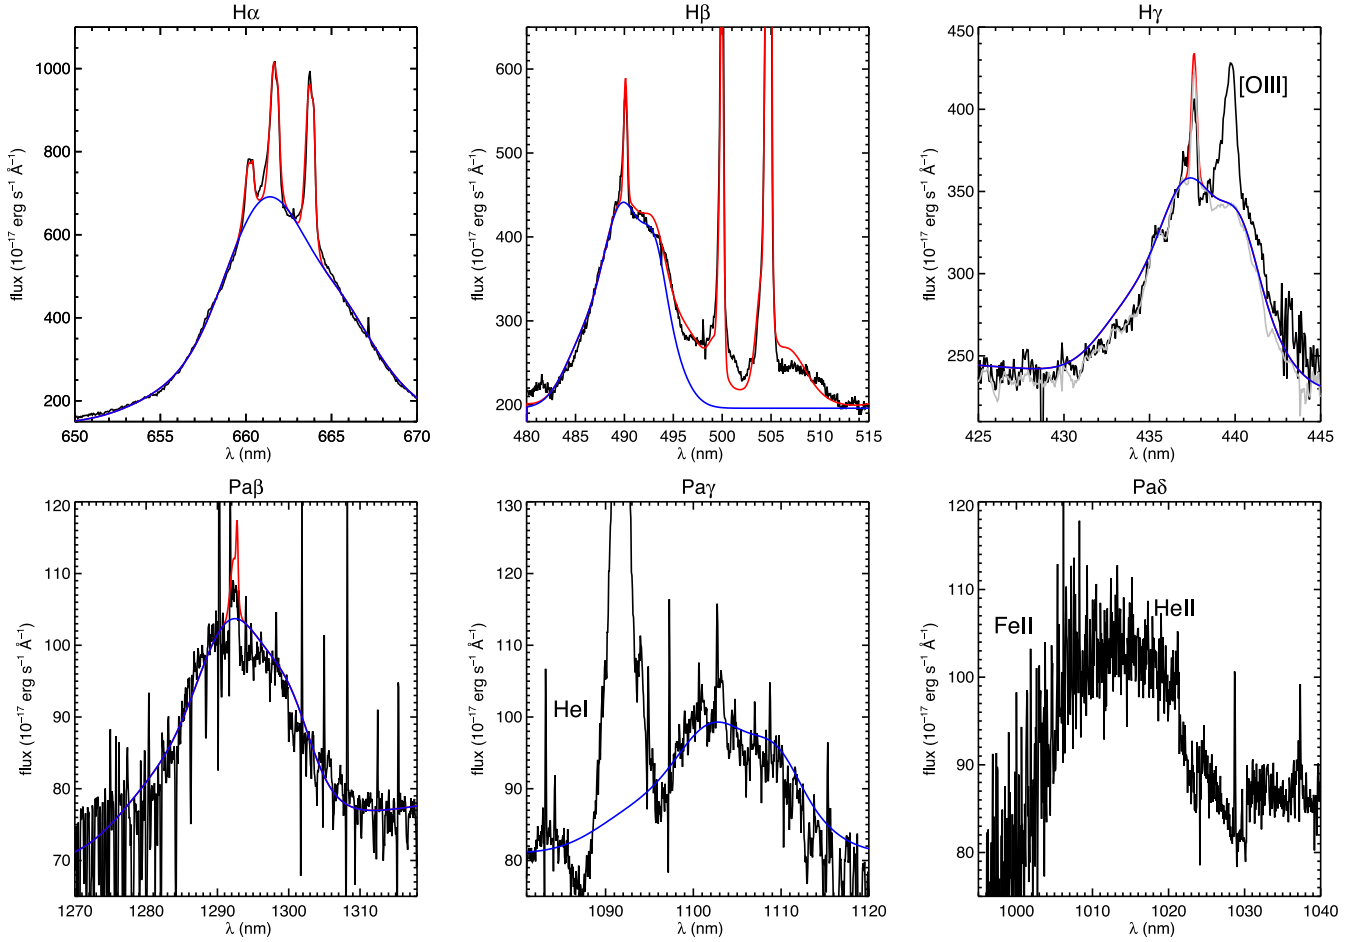 Hα
Hβ
Hγ
flux (10⁻¹⁷ erg s⁻¹ Å⁻¹)
1000
800
600
400
200
650 655 660 665 670
λ (nm)
flux (10⁻¹⁷ erg s⁻¹ Å⁻¹)
600
500
400
300
200
480 485 490 495 500 505 510 515
λ (nm)
flux (10⁻¹⁷ erg s⁻¹ Å⁻¹)
450
400
350
300
250
[OIII]
425 430 435 440 445
λ (nm)
Paβ
Paγ
Paδ
flux (10⁻¹⁷ erg s⁻¹ Å⁻¹)
120
110
100
90
80
70
1270 1280 1290 1300 1310
λ (nm)
flux (10⁻¹⁷ erg s⁻¹ Å⁻¹)
130
120
110
100
90
80
HeI
1090 1100 1110 1120
λ (nm)
flux (10⁻¹⁷ erg s⁻¹ Å⁻¹)
120
110
100
90
80
FeII
HeII
1000 1010 1020 1030 1040
λ (nm)